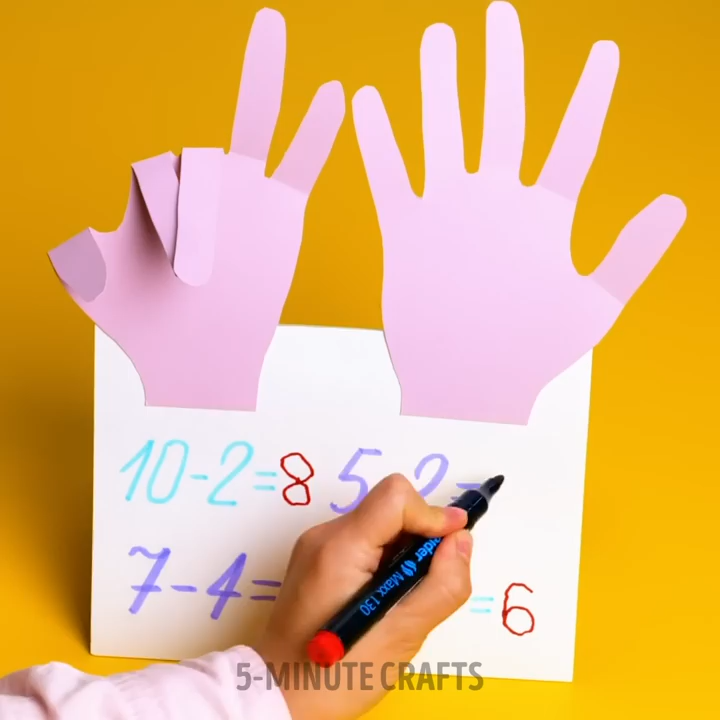 10-2=8 5-2=
7-4= =6
Maxx 130
5-MINUTE CRAFTS